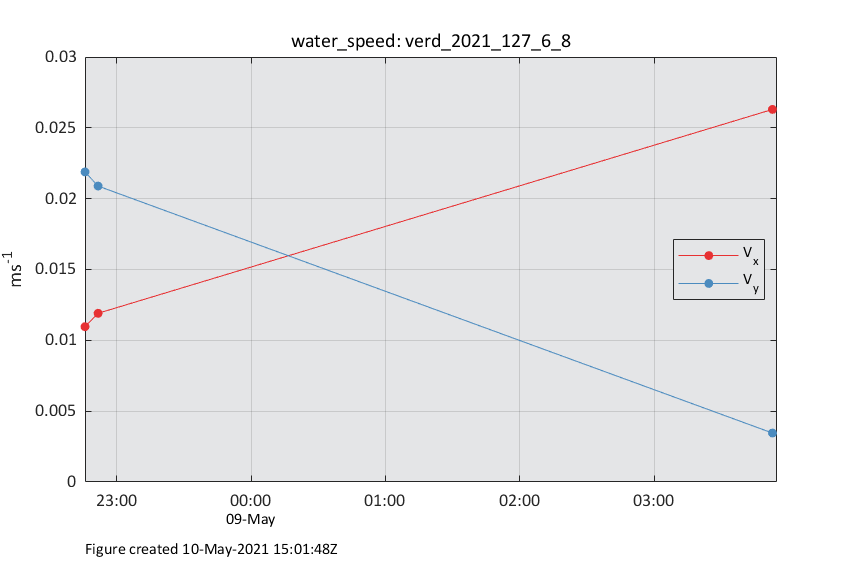 water_speed: verd_2021_127_6_8
0.03
0.025
0.02
0.015
0.01
0.005
0
ms-1
Vx
Vy
23:00 00:00 01:00 02:00 03:00
09-May
Figure created 10-May-2021 15:01:48Z